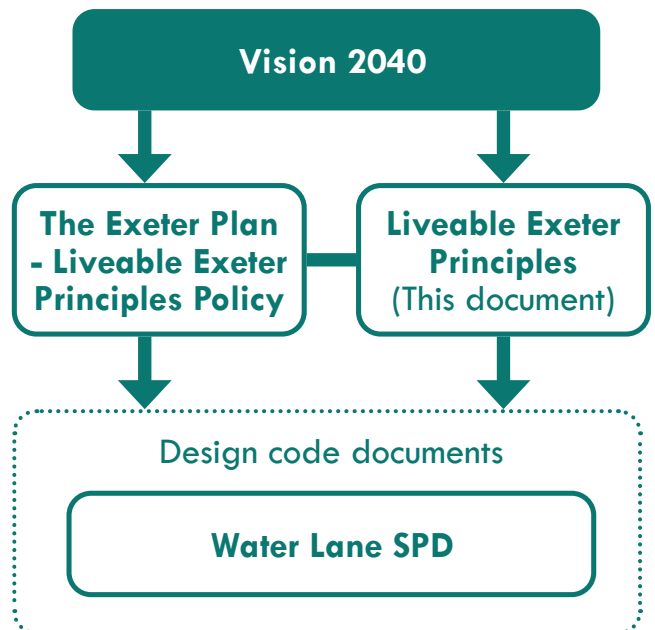 Vision 2040
The Exeter Plan
- Liveable Exeter
Principles Policy
Liveable Exeter
Principles
(This document)
Design code documents
Water Lane SPD